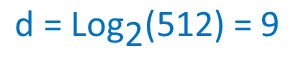 d = Log₂(512) = 9